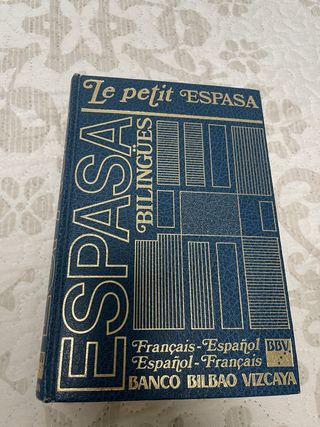 Le petit ESPASA
ESPASA
BILINGÜES
Français-Español
Español-Français
BBV
BANCO BILBAO VIZCAYA